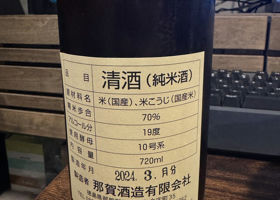 品目 清酒(純米酒)
原材料名 米(国産)、米こうじ(国産米)
精米歩合 70%
アルコール分 19度
使用酵母 10号系
内容量 720ml
製造年月 2024.3.月分
製造者 那賀酒造有限会社